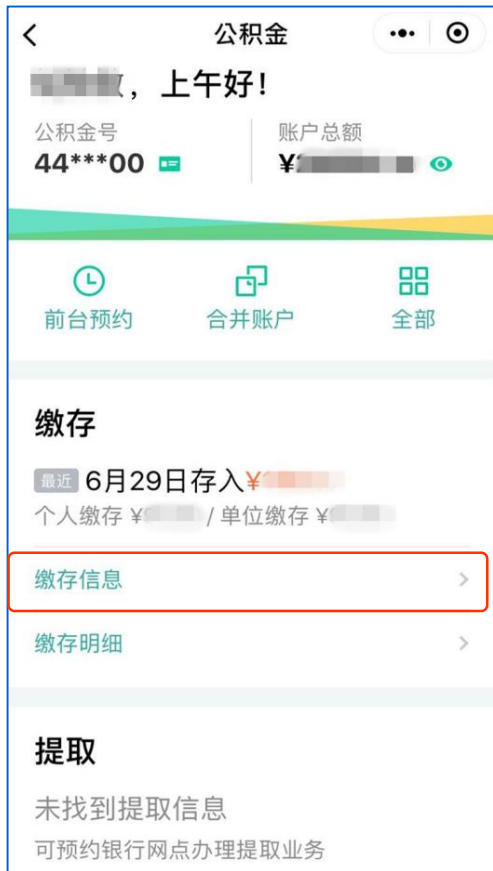 公积金
，上午好！
公积金号
账户总额
44***00
¥
前台预约
合并账户
全部
缴存
最近 6月29日存入¥
个人缴存 ¥ / 单位缴存 ¥
缴存信息
缴存明细
提取
未找到提取信息
可预约银行网点办理提取业务